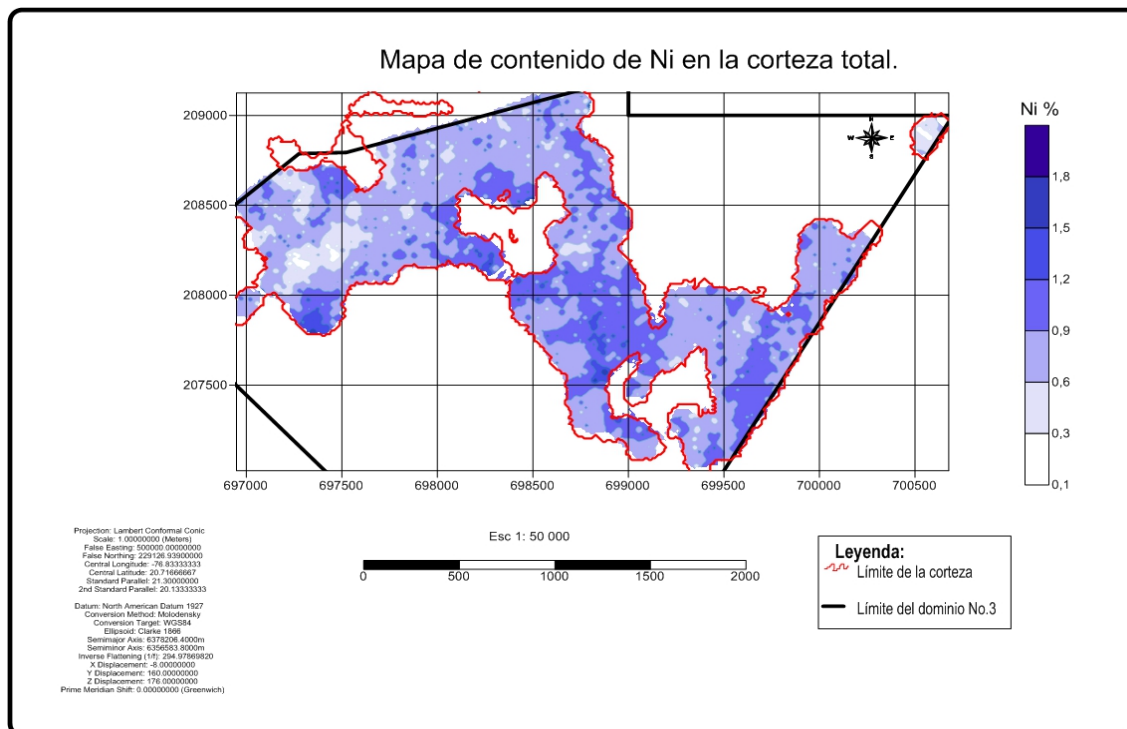 Mapa de contenido de Ni en la corteza total.
209000
208500
208000
207500
697000 697500 698000 698500 699000 699500 700000 700500
N
W E
S
Ni %
1,8
1,5
1,2
0,9
0,6
0,3
0,1
Projection: Lambert Conformal Conic
Scale: 1.00000000 (Meters)
False Easting: 500000.00000000
False Northing: 229126.93900000
Central Longitude: -76.83333333
Central Latitude: 20.71666667
Standard Parallel: 21.30000000
2nd Standard Parallel: 20.13333333
Datum: North American Datum 1927
Conversion Method: Molodensky
Conversion Target: WGS84
Ellipsoid: Clarke 1866
Semimajor Axis: 6378206.4000m
Semiminor Axis: 6356583.8000m
Inverse Flattening (1/f): 294.97869820
X Displacement: -8.00000000
Y Displacement: 160.00000000
Z Displacement: 176.00000000
Prime Meridian Shift: 0.00000000 (Greenwich)
Esc 1: 50 000
0 500 1000 1500 2000
Leyenda:
Límite de la corteza
Límite del dominio No.3